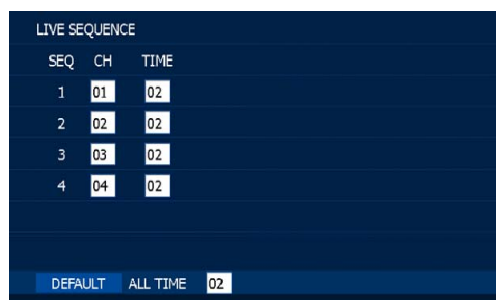 LIVE SEQUENCE
SEQ CH TIME
1 01 02
2 02 02
3 03 02
4 04 02
DEFAULT ALL TIME 02